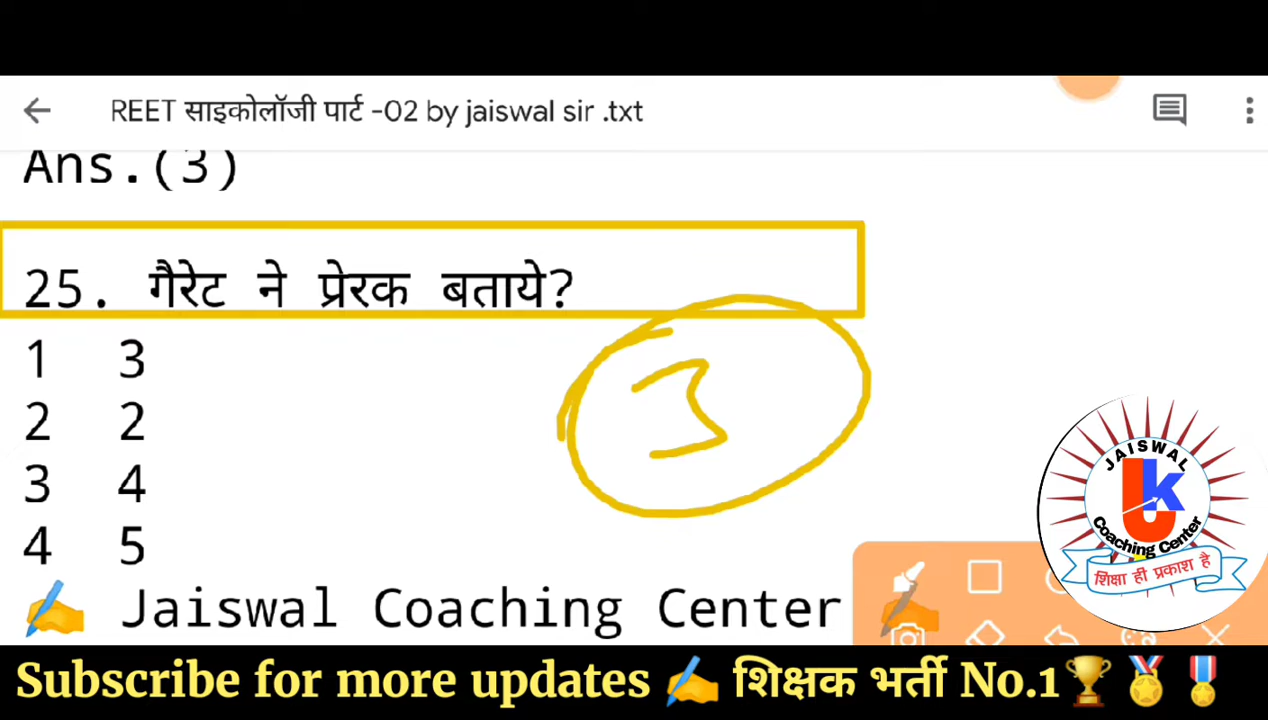 REET साइकोलॉजी पार्ट -02 by jaiswal sir .txt
Ans.(3)
25. गैरेट ने प्रेरक बताये?
1 3
2 2
3 4
4 5
3
✍ Jaiswal Coaching Center ✍
JAISWAL
JK
Coaching Center
शिक्षा ही प्रकाश है
Subscribe for more updates ✍ शिक्षक भर्ती No.1🏆🏅🎖